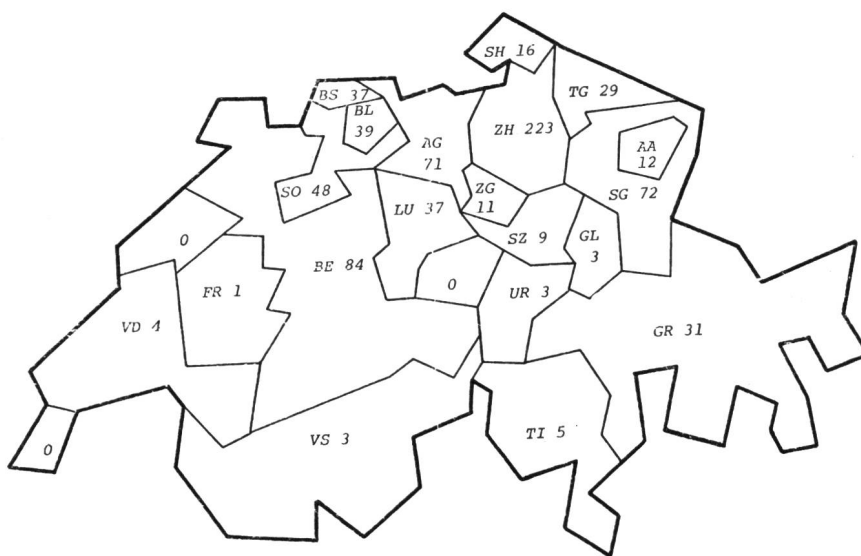 SH 16
BS 37
TG 29
BL
39
ZH 223
AG
71
AA
12
SO 48
ZG
11
SG 72
LU 37
0
SZ 9
GL
3
BE 84
FR 1
0
UR 3
VD 4
GR 31
TI 5
VS 3
0